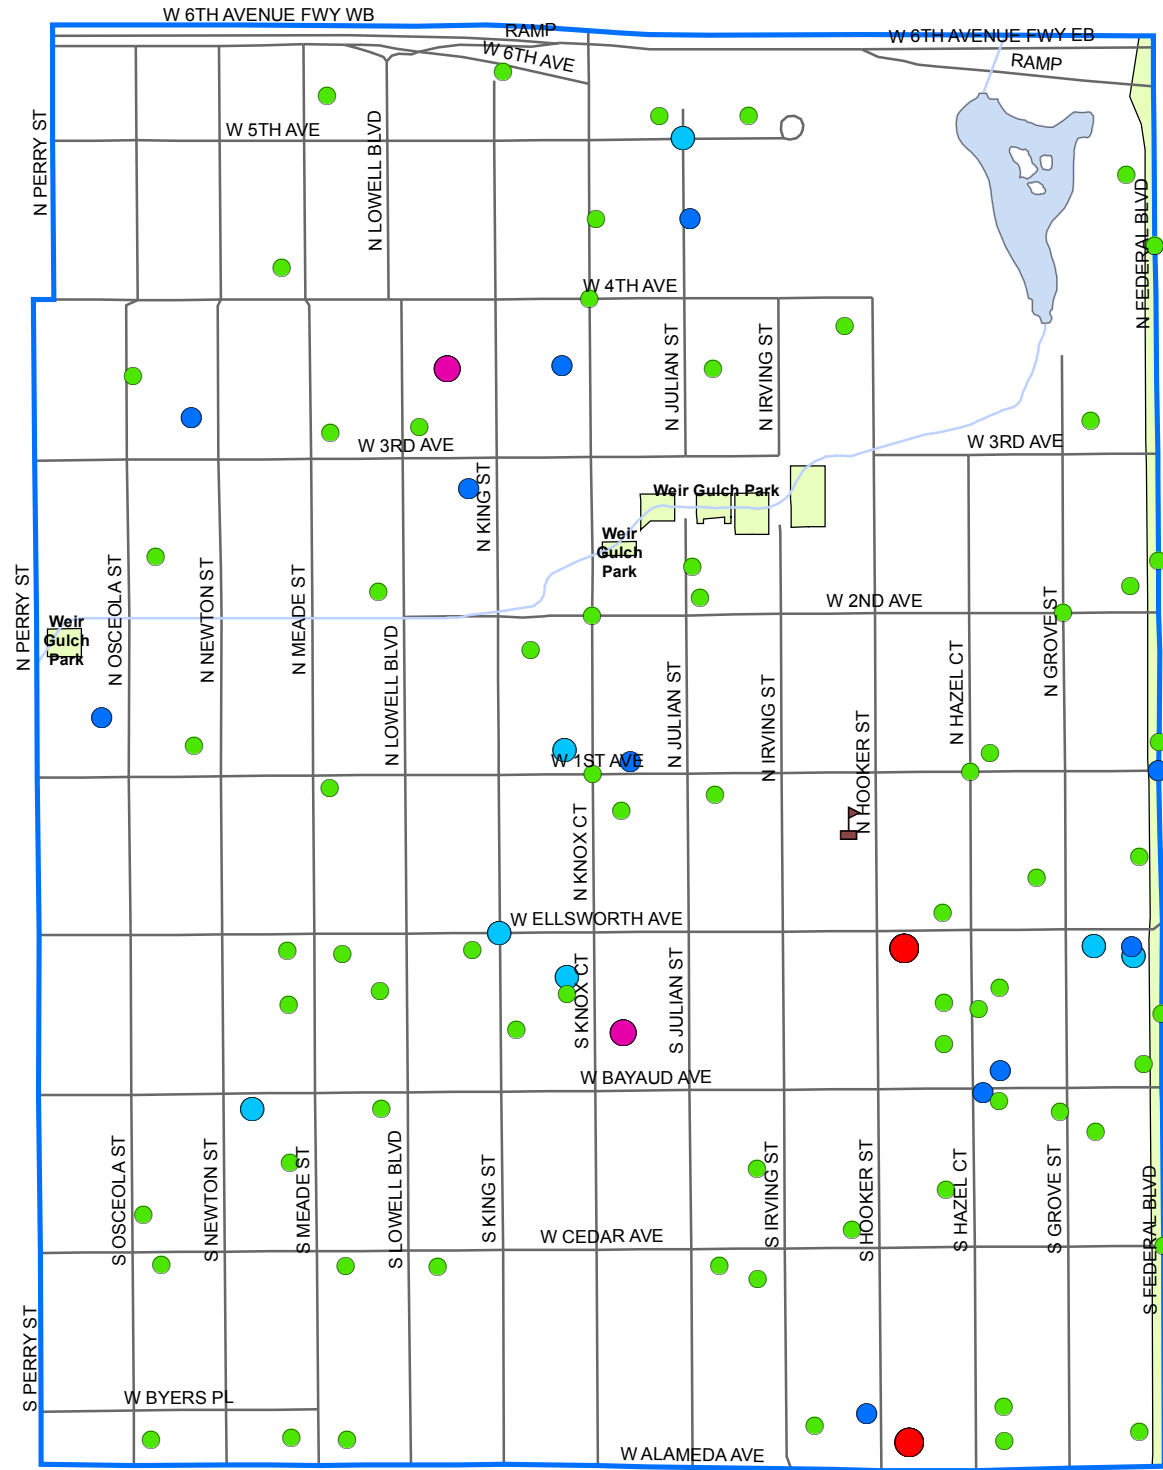 W 6TH AVENUE FWY WB
RAMP
W 6TH AVENUE FWY EB
W 6TH AVE
RAMP
W 5TH AVE
N PERRY ST
N LOWELL BLVD
N FEDERAL BLVD
W 4TH AVE
N JULIAN ST
N IRVING ST
W 3RD AVE
W 3RD AVE
N KING ST
Weir Gulch Park
Weir
Gulch
Park
N PERRY ST
N OSCEOLA ST
N NEWTON ST
N MEADE ST
N LOWELL BLVD
W 2ND AVE
N GROVE ST
Weir
Gulch
Park
N JULIAN ST
N IRVING ST
N HOOKER ST
N HAZEL CT
W 1ST AVE
N KNOX CT
W ELLSWORTH AVE
S KNOX CT
S JULIAN ST
W BAYAUD AVE
S OSCEOLA ST
S NEWTON ST
S MEADE ST
S LOWELL BLVD
S KING ST
S IRVING ST
S HOOKER ST
S HAZEL CT
S GROVE ST
S FEDERAL BLVD
W CEDAR AVE
S PERRY ST
W BYERS PL
W ALAMEDA AVE